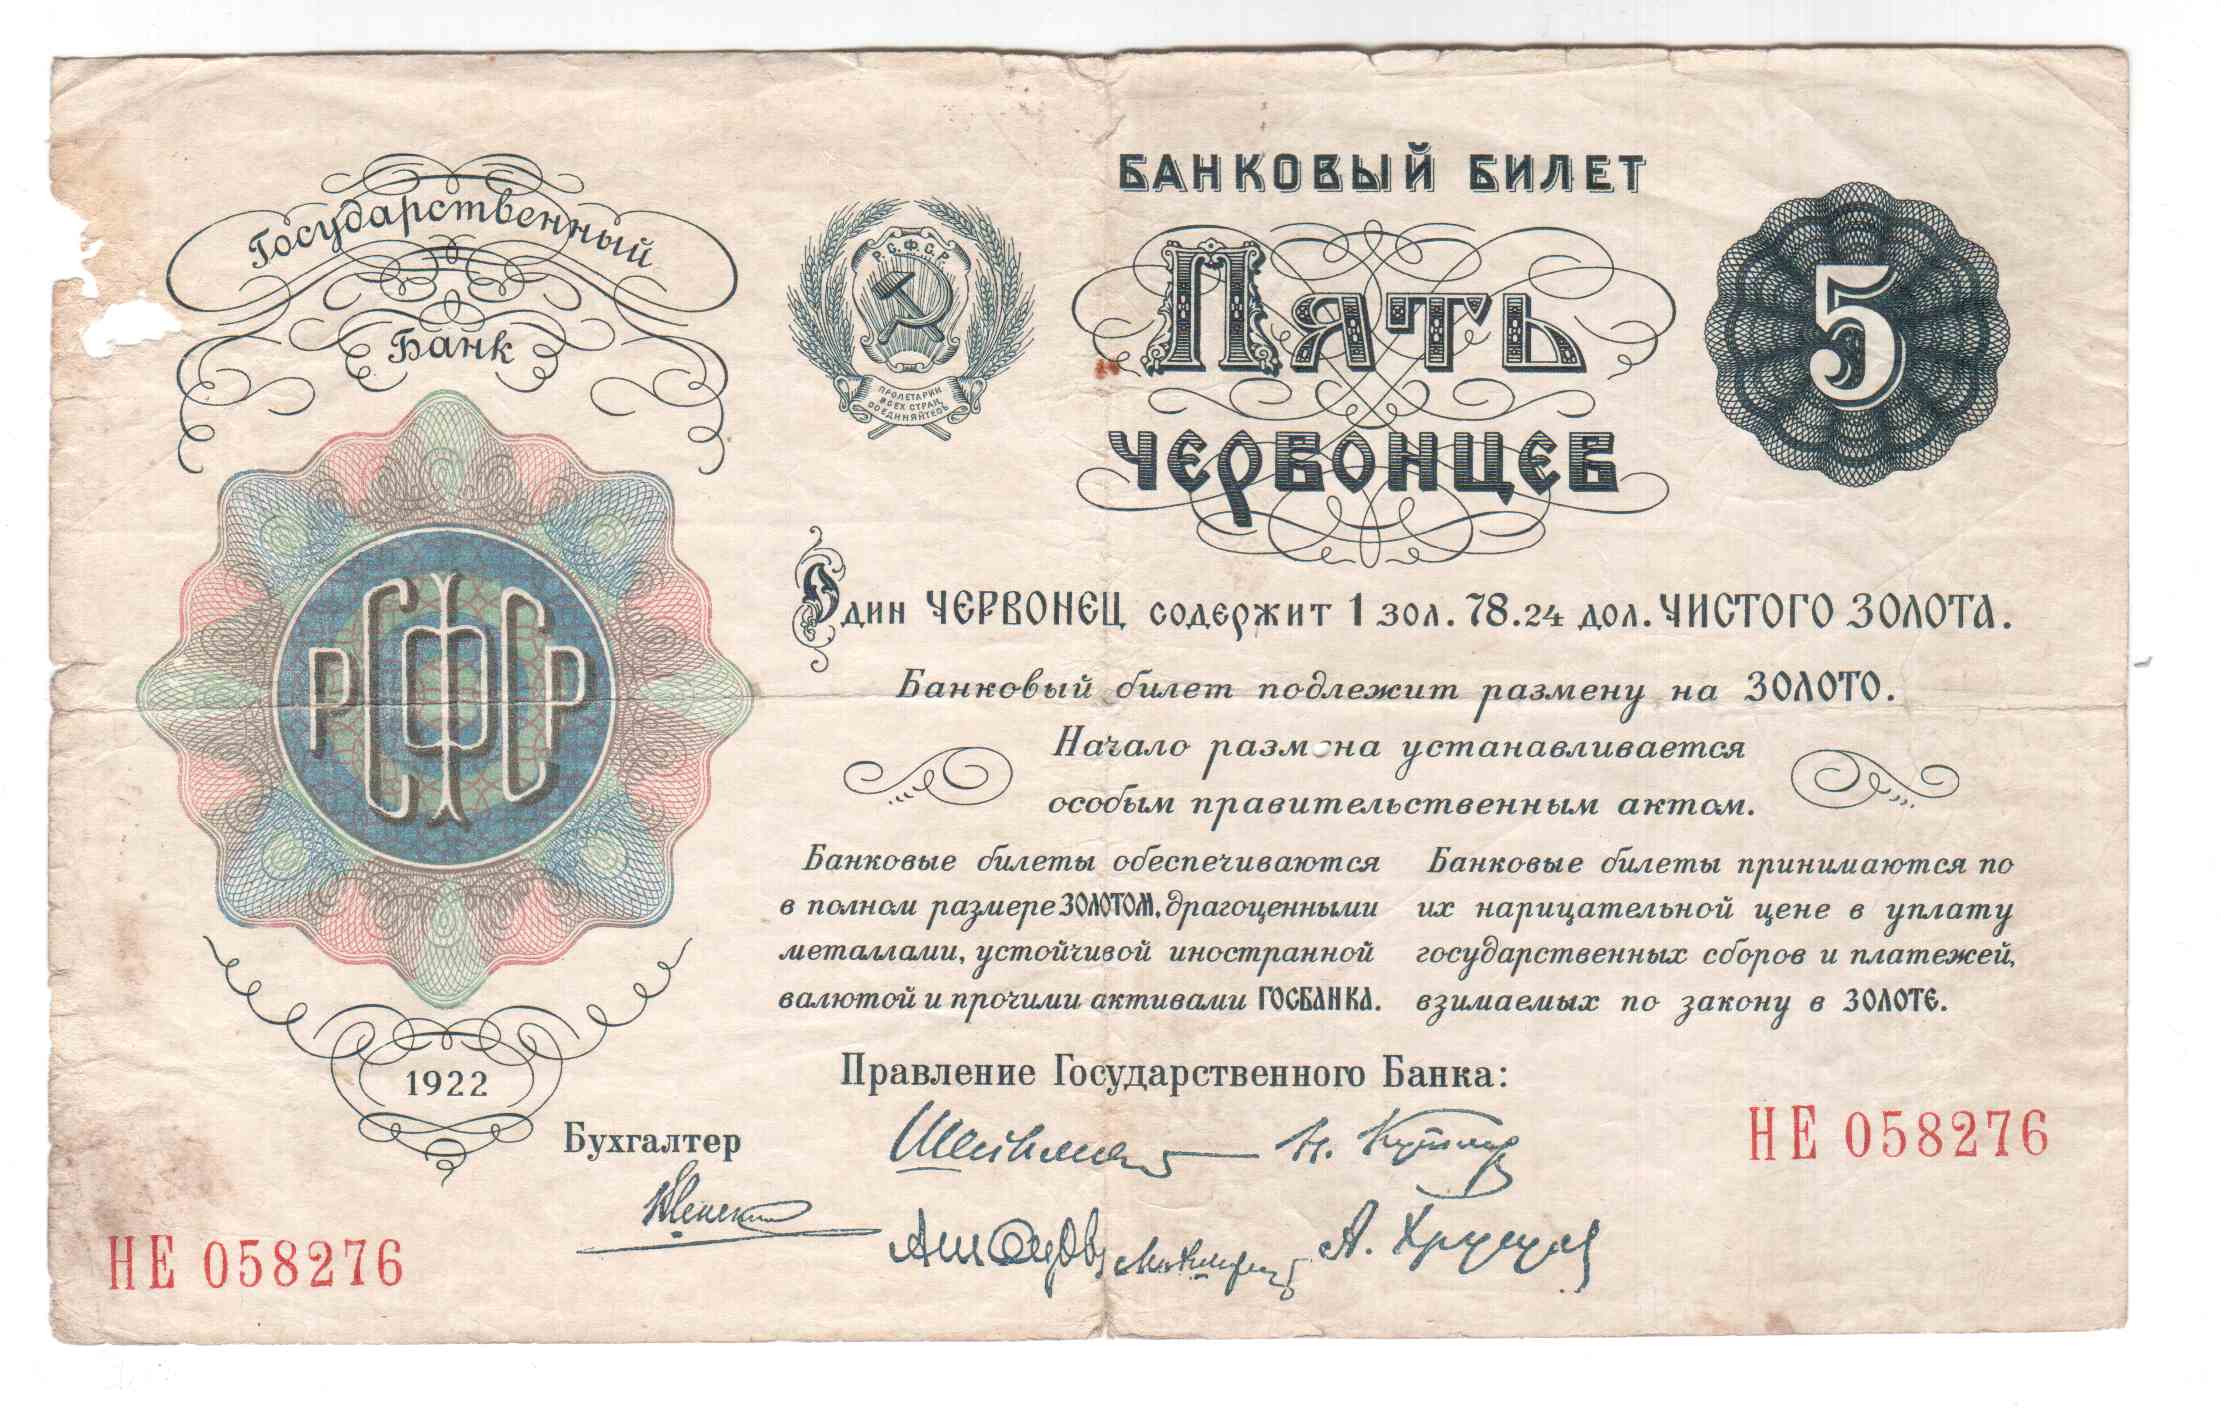 Государственный
Банк
БАНКОВЫЙ БИЛЕТ
Р.С.Ф.С.Р.
ПРОЛЕТАРИИ
ВСЕХ СТРАН,
СОЕДИНЯЙТЕСЬ
ПЯТЬ
ЧЕРВОНЦЕВ
5
РСФСР
Один ЧЕРВОНЕЦ содержит 1 зол. 78.24 дол. ЧИСТОГО ЗОЛОТА.
Банковый билет подлежит размену на ЗОЛОТО.
Начало размена устанавливается
особым правительственным актом.
Банковые билеты обеспечиваются
в полном размере ЗОЛОТОМ, драгоценными
металлами, устойчивой иностранной
валютой и прочими активами ГОСБАНКА.
Банковые билеты принимаются по
их нарицательной цене в уплату
государственных сборов и платежей,
взимаемых по закону в ЗОЛОТЕ.
1922
Правление Государственного Банка:
Бухгалтер
НЕ 058276
НЕ 058276